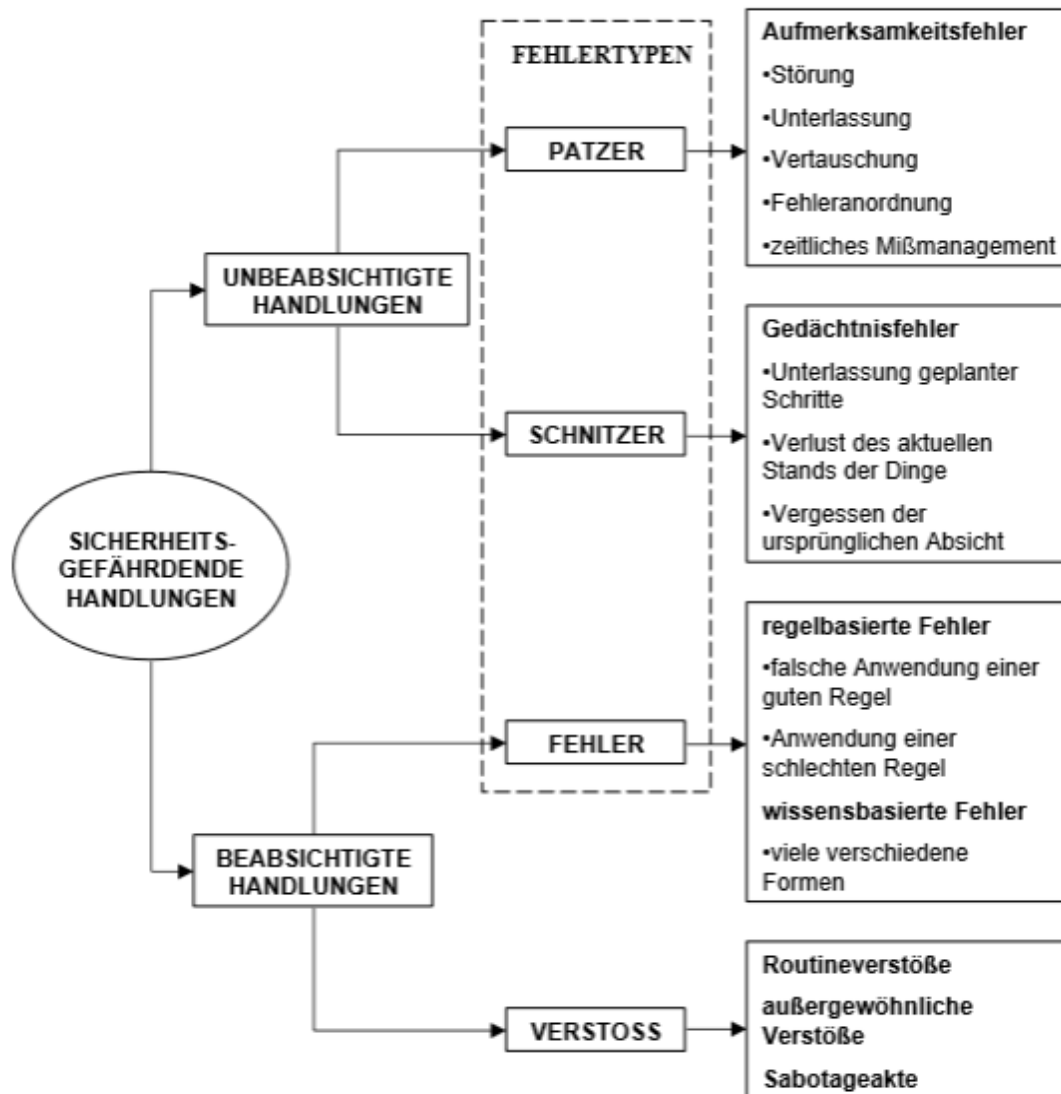 FEHLERTYPEN
SICHERHEITS-
GEFÄHRDENDE
HANDLUNGEN
UNBEABSICHTIGTE
HANDLUNGEN
PATZER
Aufmerksamkeitsfehler
•Störung
•Unterlassung
•Vertauschung
•Fehleranordnung
•zeitliches Mißmanagement
SCHNITZER
Gedächtnisfehler
•Unterlassung geplanter
Schritte
•Verlust des aktuellen
Stands der Dinge
•Vergessen der
ursprünglichen Absicht
BEABSICHTIGTE
HANDLUNGEN
FEHLER
regelbasierte Fehler
•falsche Anwendung einer
guten Regel
•Anwendung einer
schlechten Regel
wissensbasierte Fehler
•viele verschiedene
Formen
VERSTOSS
Routineverstöße
außergewöhnliche
Verstöße
Sabotageakte